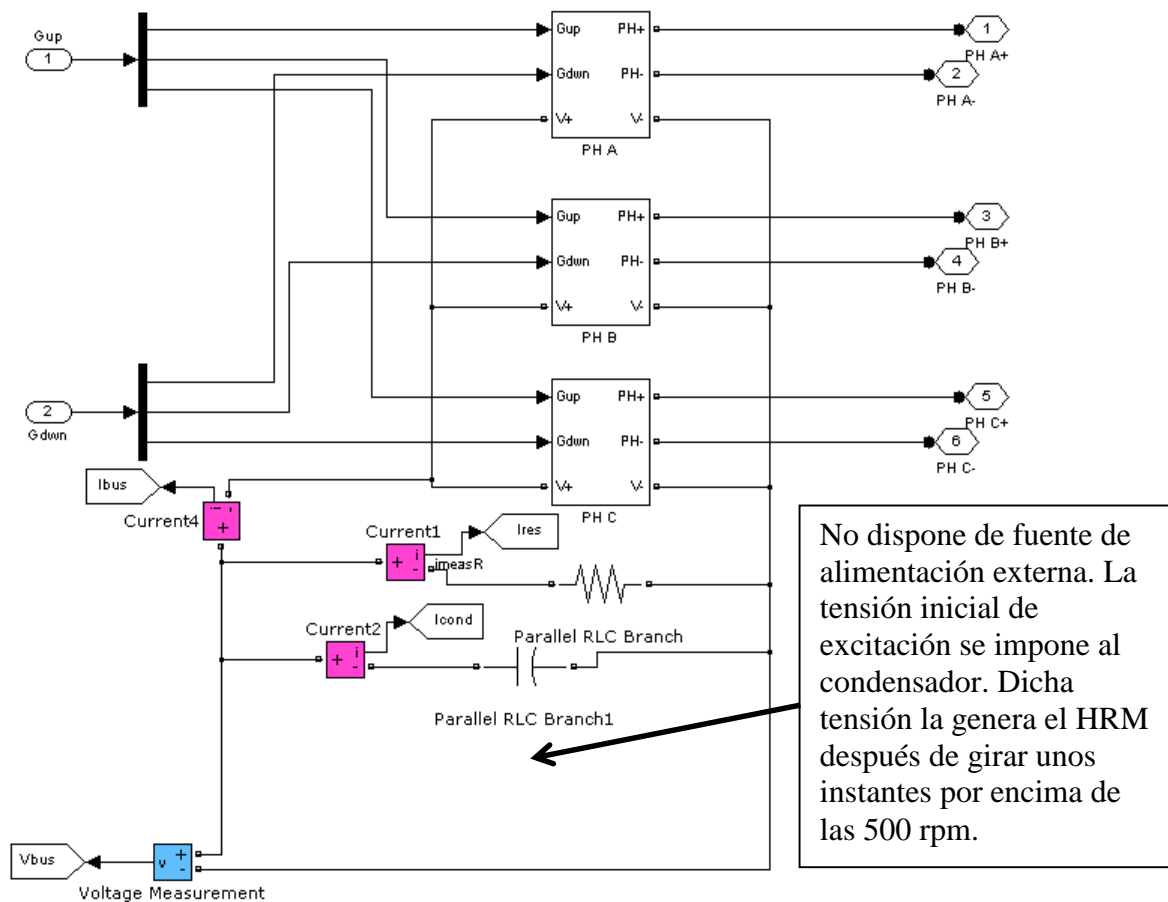 Gup
1
Gup
PH+
Gdwn
PH-
V+
V-
PH A
1
PH A+
2
PH A-
Gup
PH+
Gdwn
PH-
V+
V-
PH B
3
PH B+
4
PH B-
2
Gdwn
Gup
PH+
Gdwn
PH-
V+
V-
PH C
5
PH C+
6
PH C-
Ibus
- i
+
Current4
Current1
+ i
-
imeasR
Ires
Parallel RLC Branch
Current2
+ i
-
Icond
Parallel RLC Branch1
Vbus
v +
-
Voltage Measurement
No dispone de fuente de
alimentación externa. La
tensión inicial de
excitación se impone al
condensador. Dicha
tensión la genera el HRM
después de girar unos
instantes por encima de
las 500 rpm.